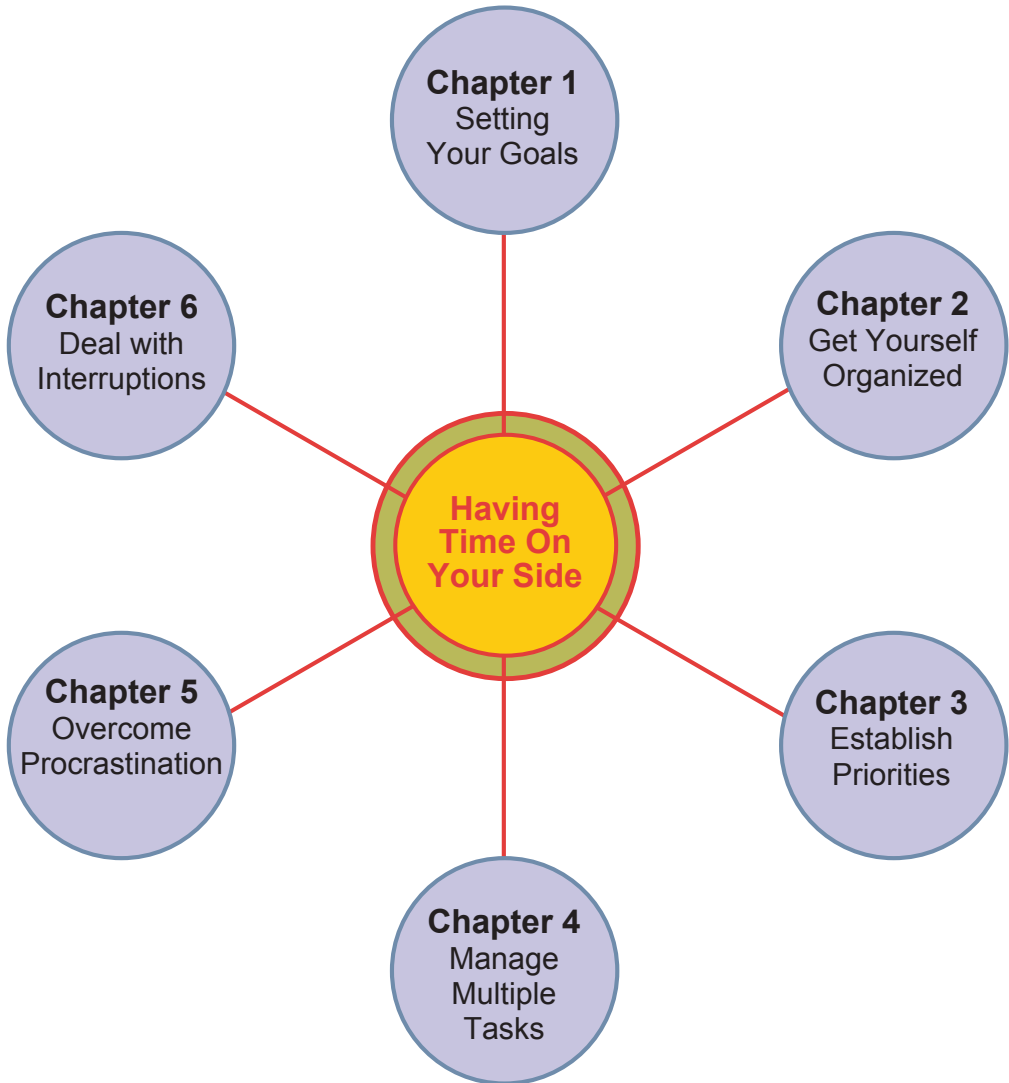 Chapter 1
Setting
Your Goals
Chapter 2
Get Yourself
Organized
Chapter 3
Establish
Priorities
Chapter 4
Manage
Multiple
Tasks
Chapter 5
Overcome
Procrastination
Chapter 6
Deal with
Interruptions
Having
Time On
Your Side